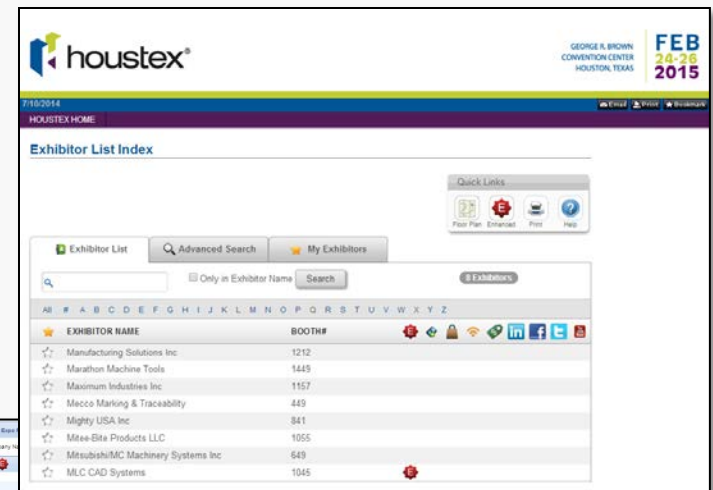 houstex®
GEORGE R. BROWN
CONVENTION CENTER
HOUSTON, TEXAS
FEB
24-26
2015
7/10/2014
Email Print Bookmark
HOUSTEX HOME
Exhibitor List Index
Quick Links
Floor Plan Enhanced Print Help
Exhibitor List Advanced Search My Exhibitors
Only in Exhibitor Name Search 8 Exhibitors
All # A B C D E F G H I J K L M N O P Q R S T U V W X Y Z
EXHIBITOR NAME BOOTH#
Manufacturing Solutions Inc 1212
Marathon Machine Tools 1449
Maximum Industries Inc 1157
Mecco Marking & Traceability 449
Mighty USA Inc 841
Mitee-Bite Products LLC 1055
Mitsubishi/MC Machinery Systems Inc 649
MLC CAD Systems 1045